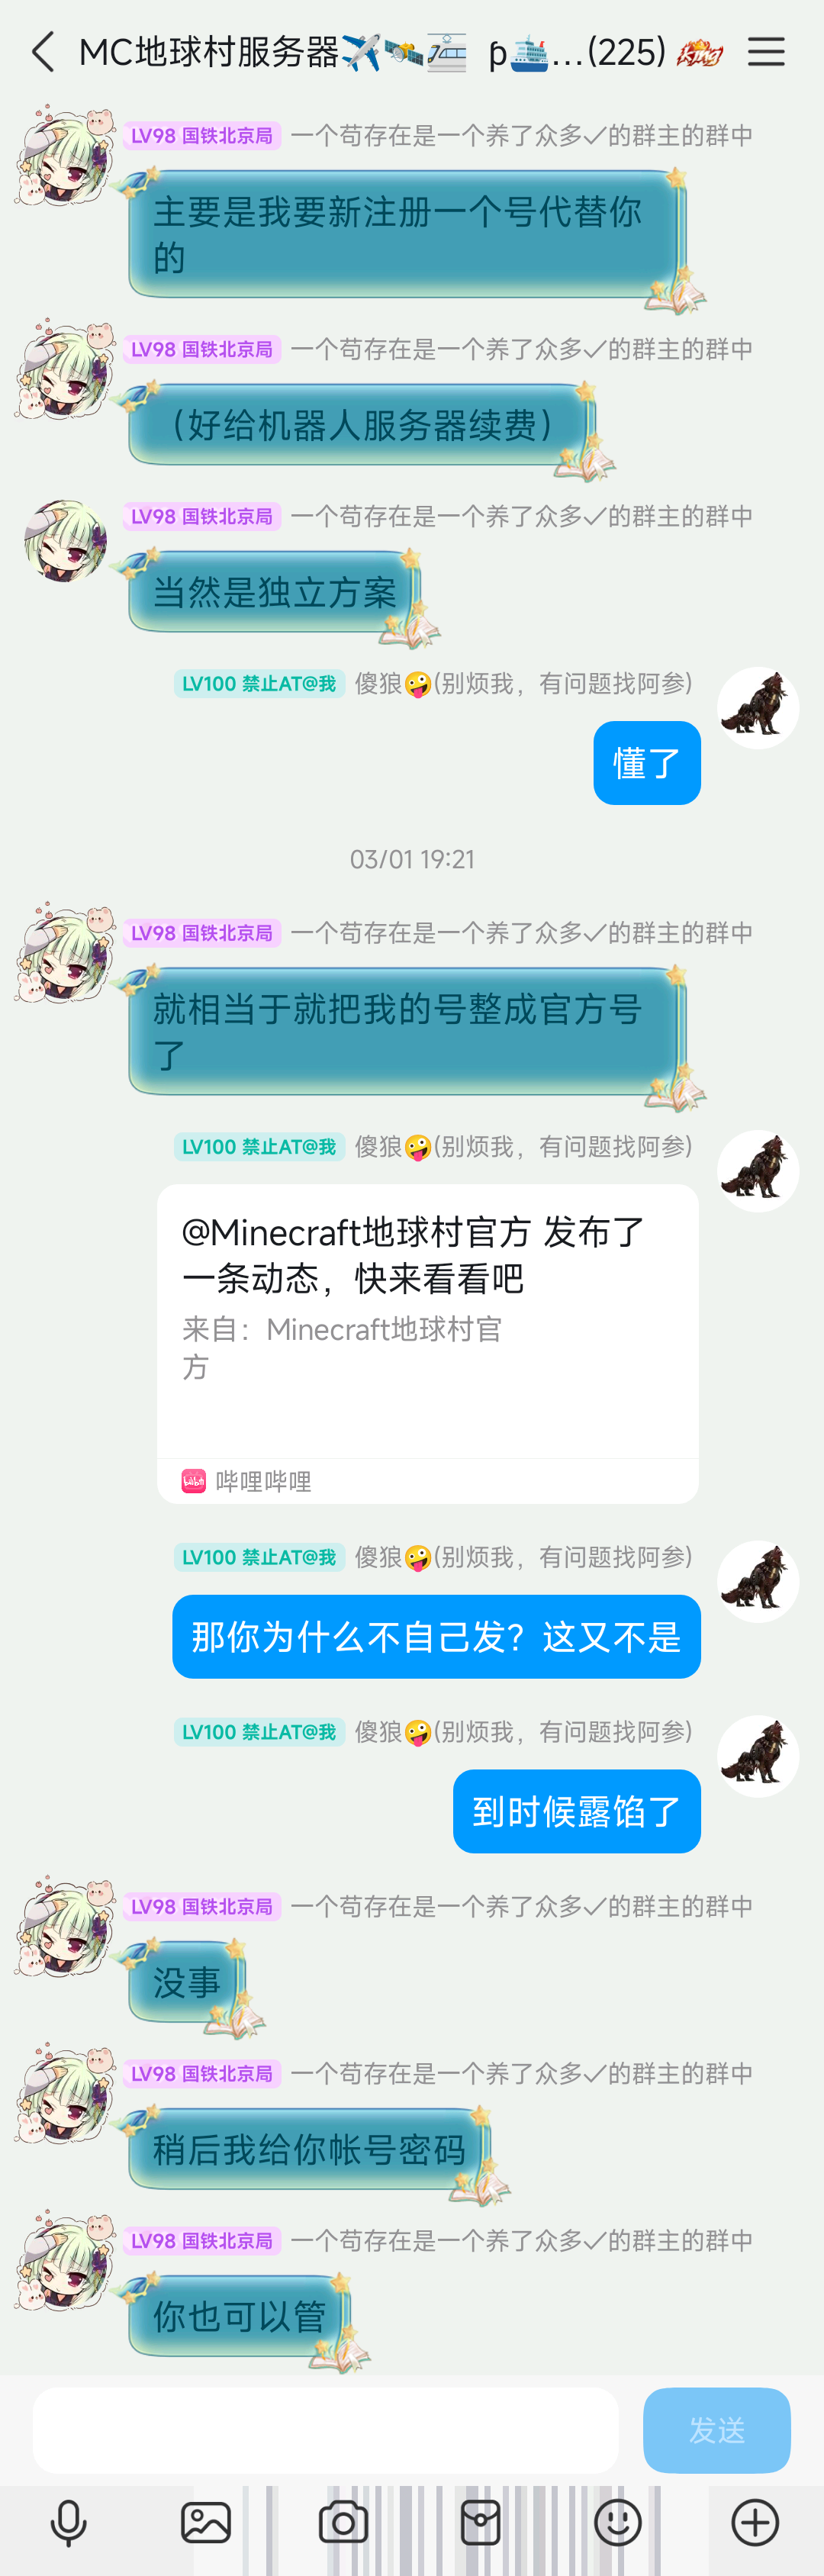 MC地球村服务器✈️🛰️🚈 ᑷ🛳️...(225)
LV98 国铁北京局 一个苟存在是一个养了众多✓的群主的群中
主要是我要新注册一个号代替你
的
LV98 国铁北京局 一个苟存在是一个养了众多✓的群主的群中
（好给机器人服务器续费）
LV98 国铁北京局 一个苟存在是一个养了众多✓的群主的群中
当然是独立方案
LV100 禁止AT@我 傻狼🤪(别烦我，有问题找阿参)
懂了
03/01 19:21
LV98 国铁北京局 一个苟存在是一个养了众多✓的群主的群中
就相当于就把我的号整成官方号
了
LV100 禁止AT@我 傻狼🤪(别烦我，有问题找阿参)
@Minecraft地球村官方 发布了
一条动态，快来看看吧
来自：Minecraft地球村官
方
哔哩哔哩
LV100 禁止AT@我 傻狼🤪(别烦我，有问题找阿参)
那你为什么不自己发？这又不是
LV100 禁止AT@我 傻狼🤪(别烦我，有问题找阿参)
到时候露馅了
LV98 国铁北京局 一个苟存在是一个养了众多✓的群主的群中
没事
LV98 国铁北京局 一个苟存在是一个养了众多✓的群主的群中
稍后我给你帐号密码
LV98 国铁北京局 一个苟存在是一个养了众多✓的群主的群中
你也可以管
发送